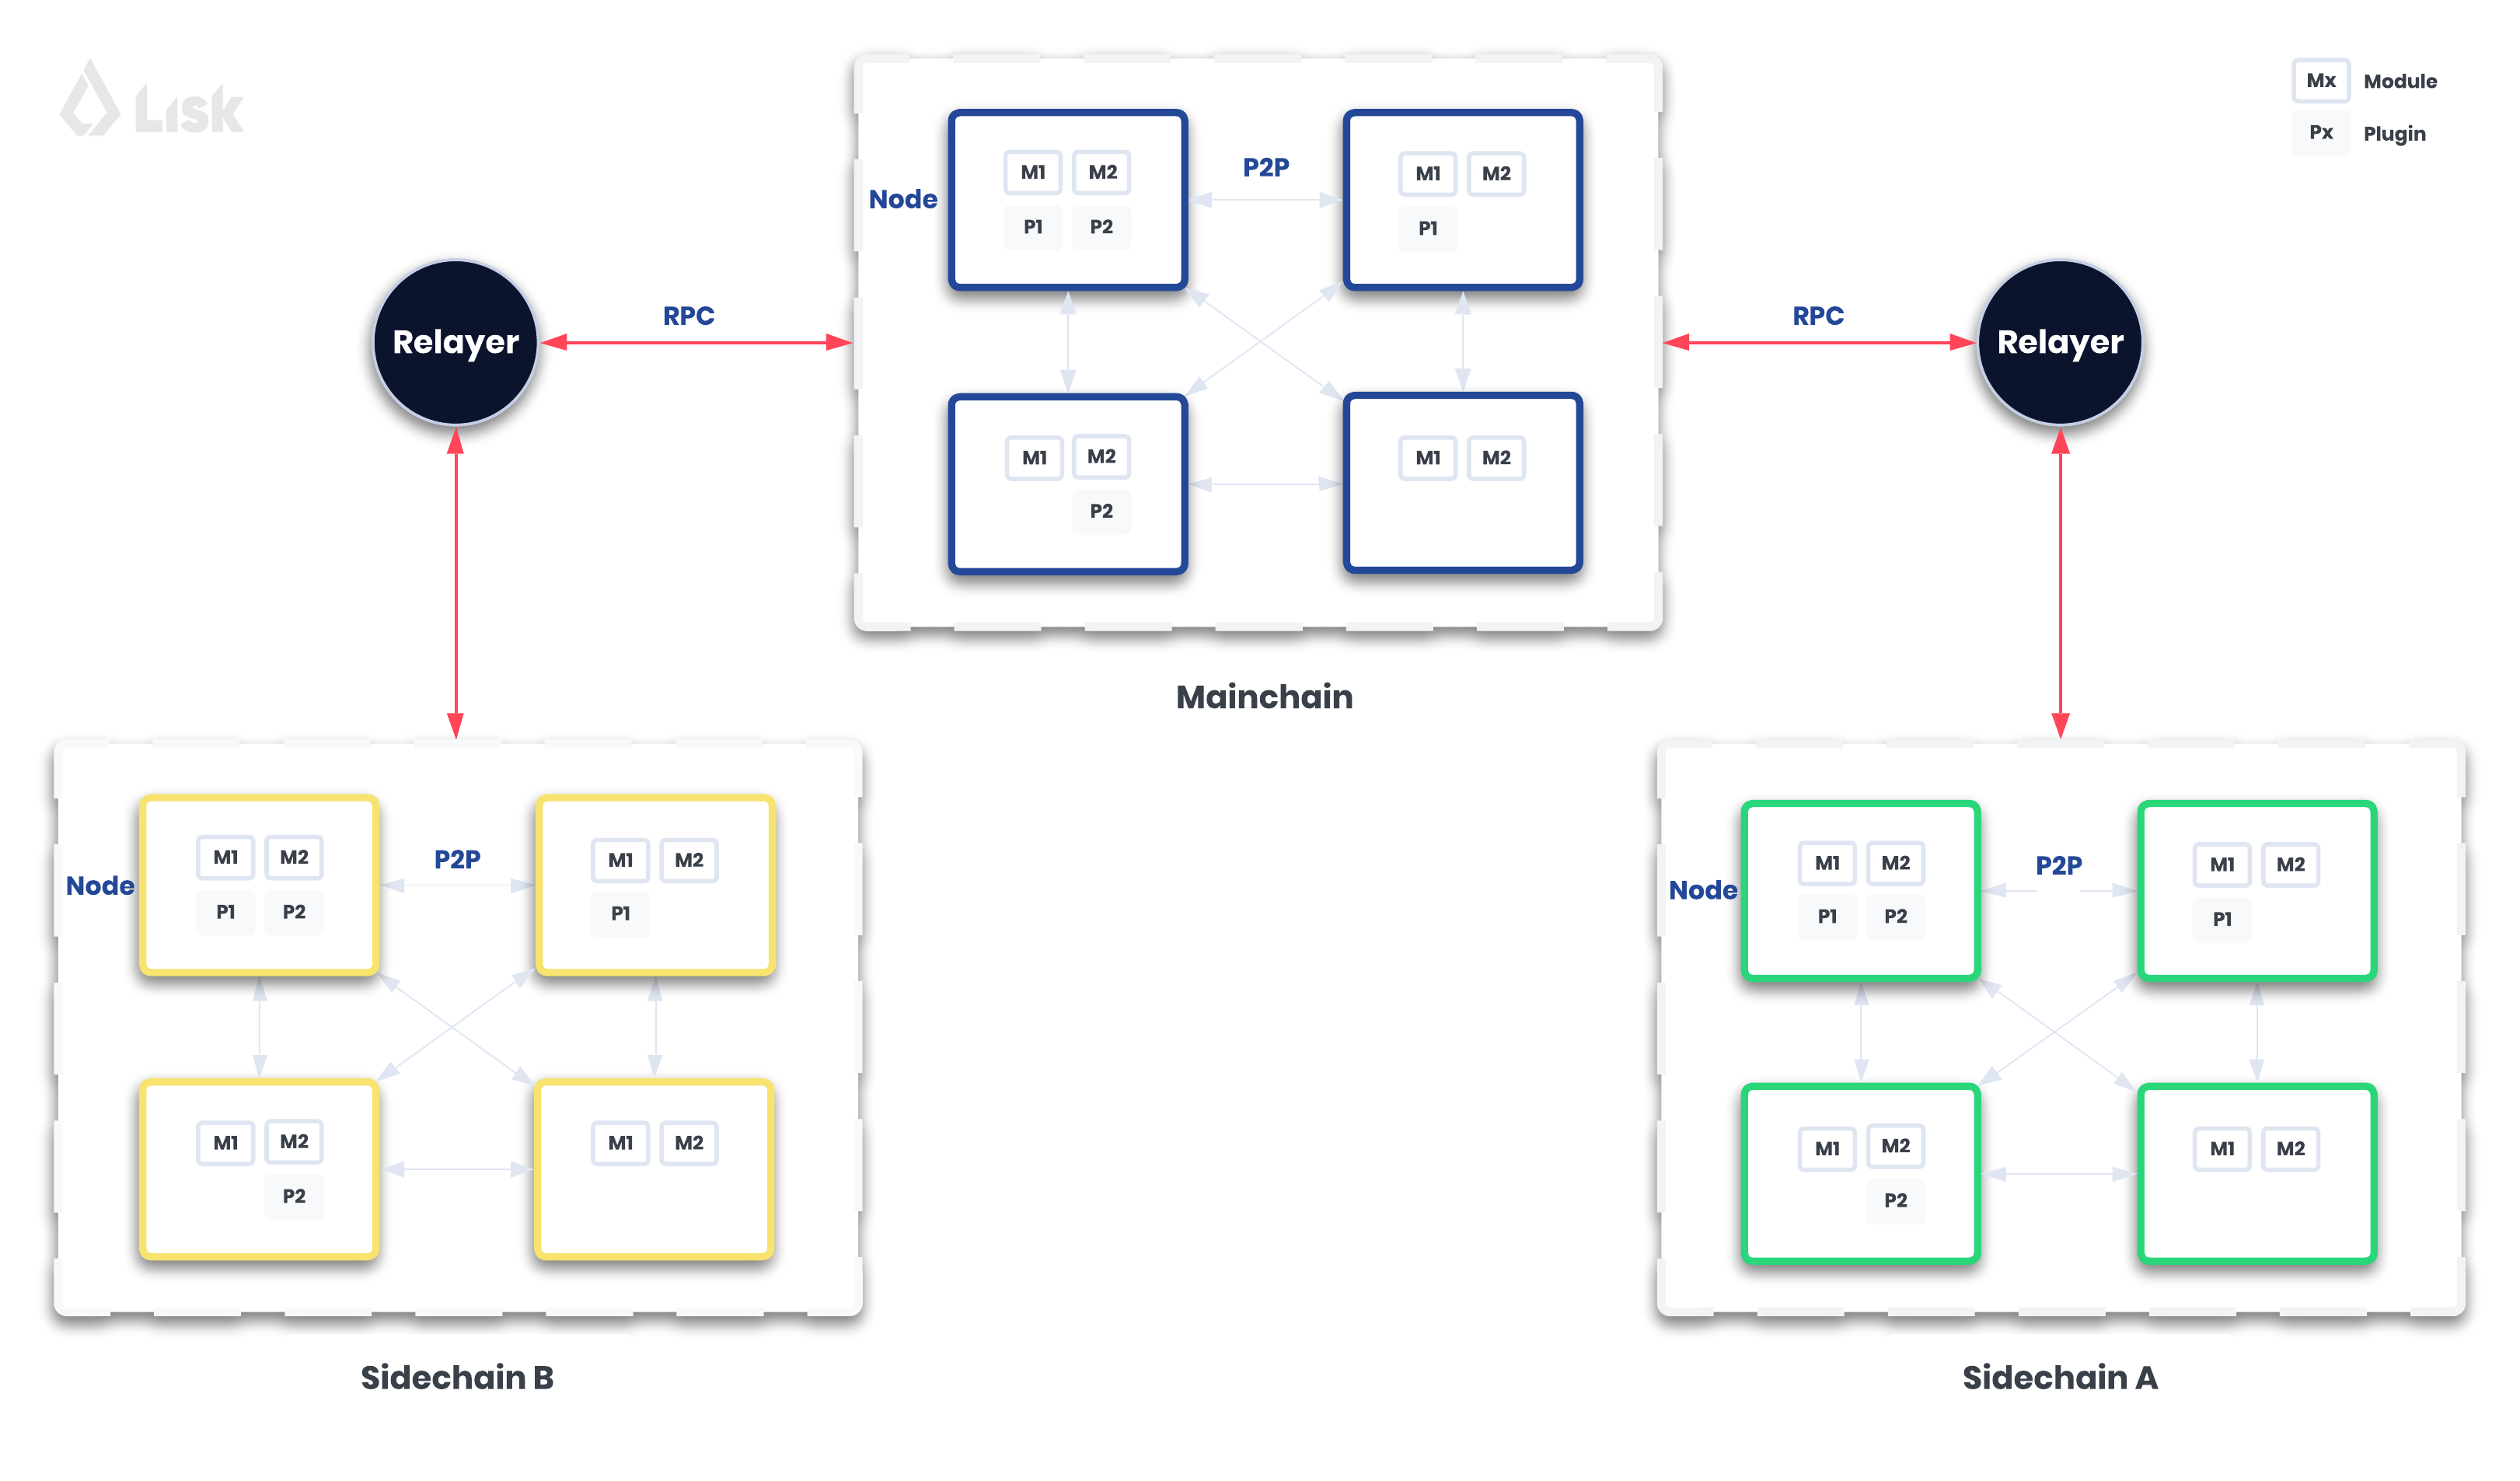 Lısk
Mx Module
Px Plugin
Node
P2P
M1 M2
P1 P2
M1 M2
P1
M1 M2
P2
M1 M2
Mainchain
Relayer
RPC
RPC
Relayer
Node
P2P
M1 M2
P1 P2
M1 M2
P1
M1 M2
P2
M1 M2
Sidechain B
Node
P2P
M1 M2
P1 P2
M1 M2
P1
M1 M2
P2
M1 M2
Sidechain A